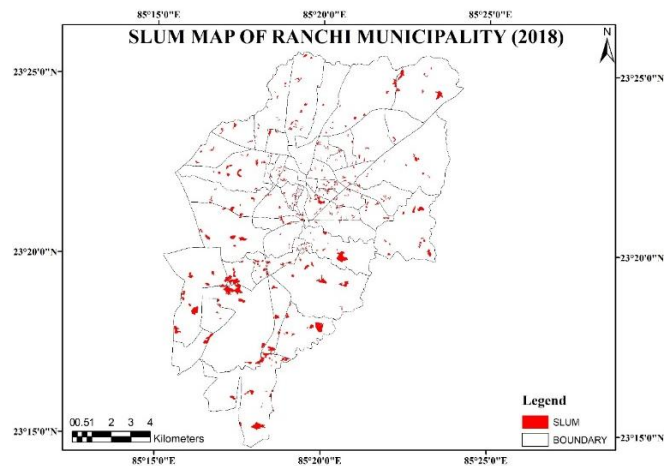 85°15'0"E 85°20'0"E 85°25'0"E
SLUM MAP OF RANCHI MUNICIPALITY (2018)
N
23°25'0"N 23°25'0"N
23°20'0"N 23°20'0"N
23°15'0"N 23°15'0"N
Legend
SLUM
BOUNDARY
00.51 2 3 4
Kilometers
85°15'0"E 85°20'0"E 85°25'0"E